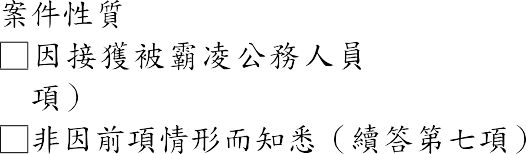 案件性質
□因接獲被霸凌公務人員
項）
□非因前項情形而知悉（續答第七項）